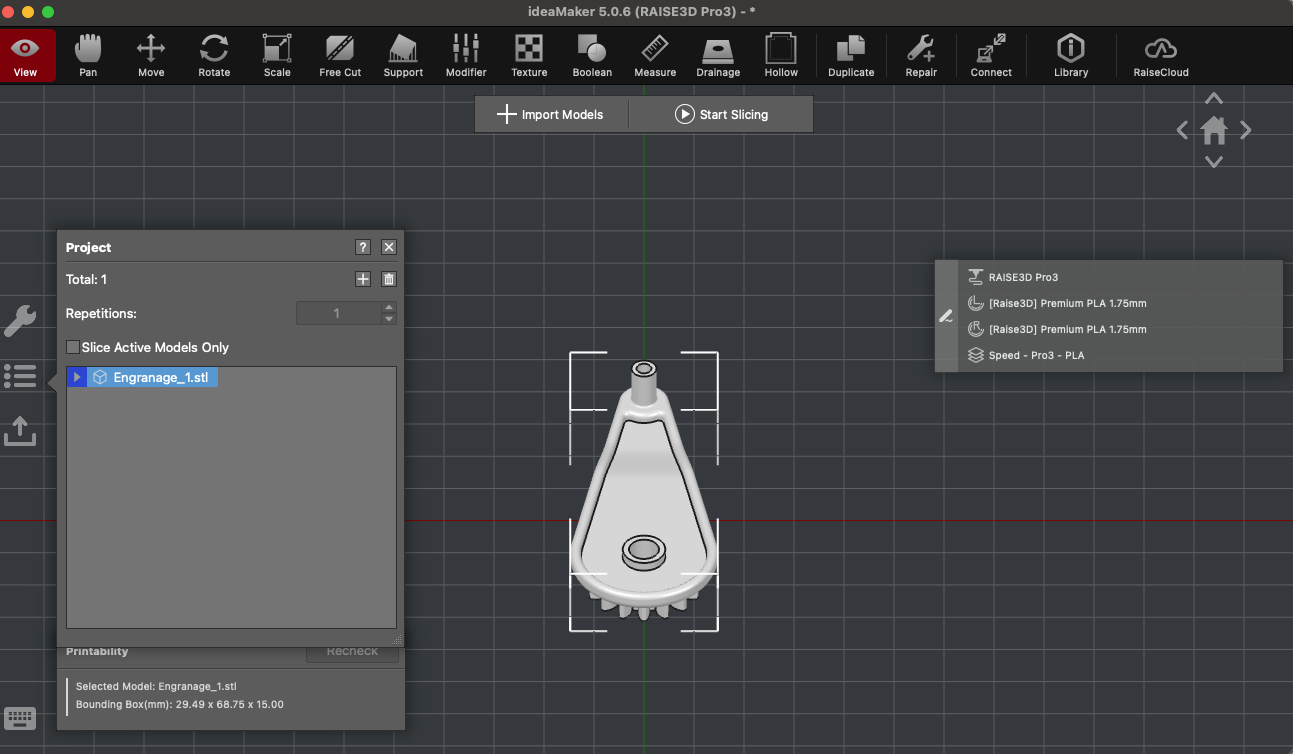 ideaMaker 5.0.6 (RAISE3D Pro3) - *
View Pan Move Rotate Scale Free Cut Support Modifier Texture Boolean Measure Drainage Hollow Duplicate Repair Connect Library RaiseCloud
Import Models Start Slicing
Project ?
Total: 1
Repetitions: 1
Slice Active Models Only
Engranage_1.stl
Printability Recheck
Selected Model: Engranage_1.stl
Bounding Box(mm): 29.49 x 68.75 x 15.00
RAISE3D Pro3
L [Raise3D] Premium PLA 1.75mm
R [Raise3D] Premium PLA 1.75mm
Speed - Pro3 - PLA